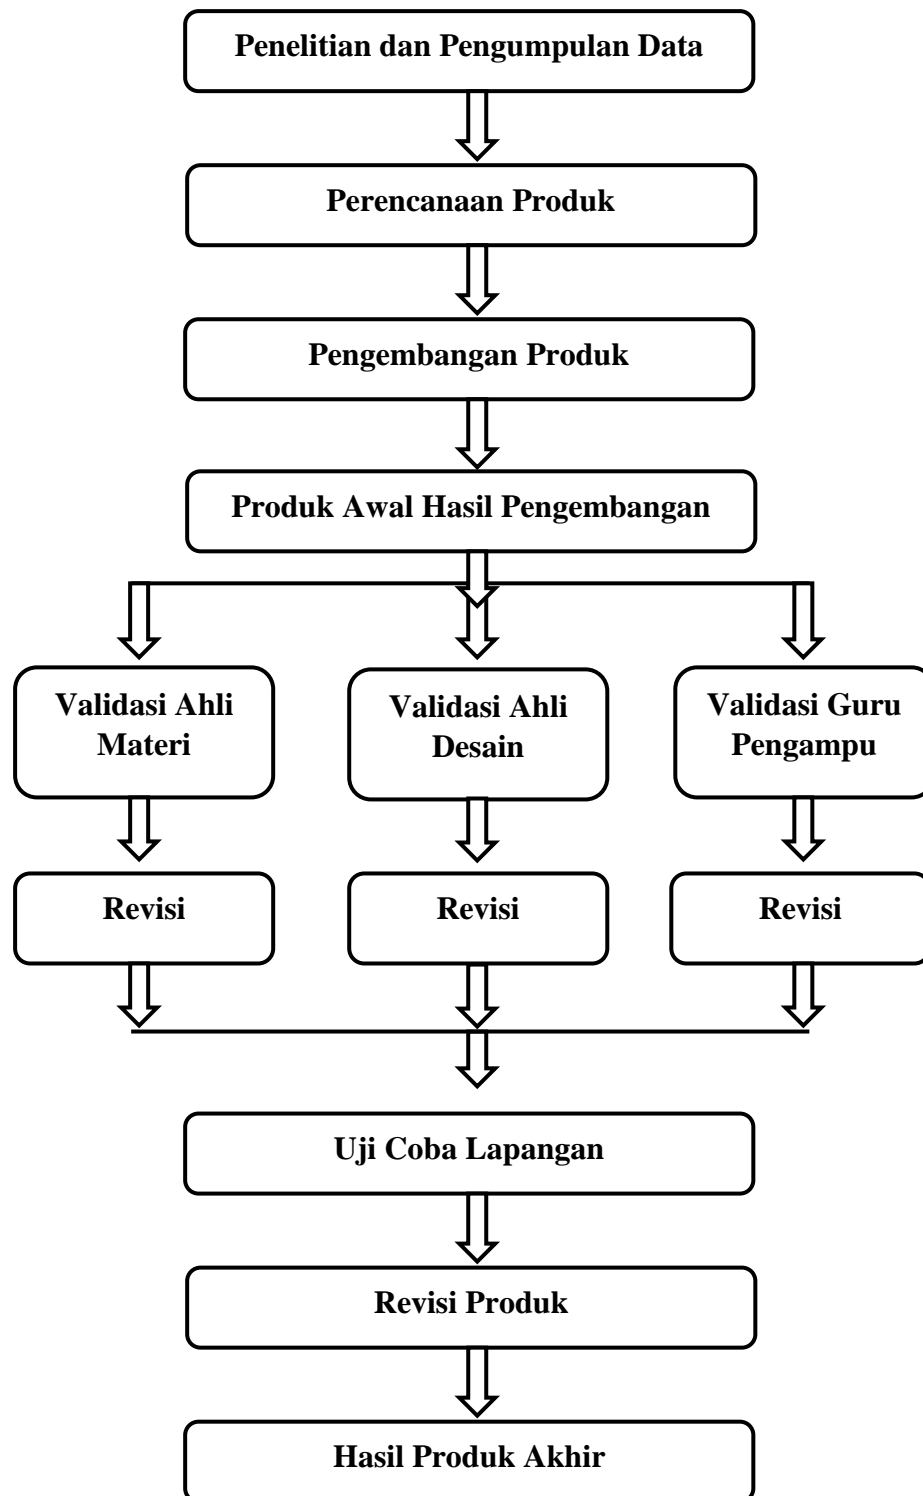 Penelitian dan Pengumpulan Data
Perencanaan Produk
Pengembangan Produk
Produk Awal Hasil Pengembangan
Validasi Ahli
Materi
Validasi Ahli
Desain
Validasi Guru
Pengampu
Revisi
Revisi
Revisi
Uji Coba Lapangan
Revisi Produk
Hasil Produk Akhir